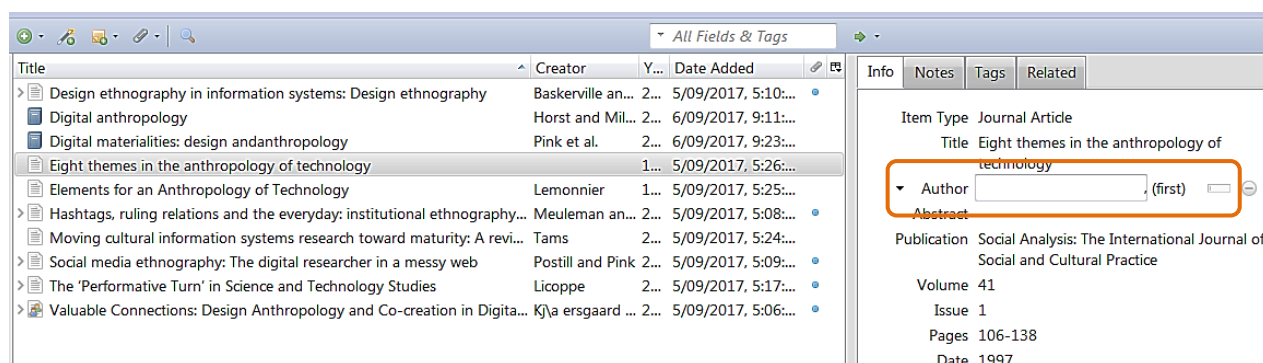 All Fields & Tags
Title Creator Y... Date Added
Design ethnography in information systems: Design ethnography Baskerville an... 2... 5/09/2017, 5:10:...
Digital anthropology Horst and Mil... 2... 6/09/2017, 9:11:...
Digital materialities: design andanthropology Pink et al. 2... 6/09/2017, 9:23:...
Eight themes in the anthropology of technology 1... 5/09/2017, 5:26:...
Elements for an Anthropology of Technology Lemonnier 1... 5/09/2017, 5:25:...
Hashtags, ruling relations and the everyday: institutional ethnography... Meuleman an... 2... 5/09/2017, 5:08:...
Moving cultural information systems research toward maturity: A revi... Tams 2... 5/09/2017, 5:24:...
Social media ethnography: The digital researcher in a messy web Postill and Pink 2... 5/09/2017, 5:09:...
The 'Performative Turn' in Science and Technology Studies Licoppe 2... 5/09/2017, 5:17:...
Valuable Connections: Design Anthropology and Co-creation in Digita... Kj\a ersgaard ... 2... 5/09/2017, 5:06:...
Info Notes Tags Related
Item Type Journal Article
Title Eight themes in the anthropology of
technology
Author , (first)
Abstract
Publication Social Analysis: The International Journal of
Social and Cultural Practice
Volume 41
Issue 1
Pages 106-138
Date 1997